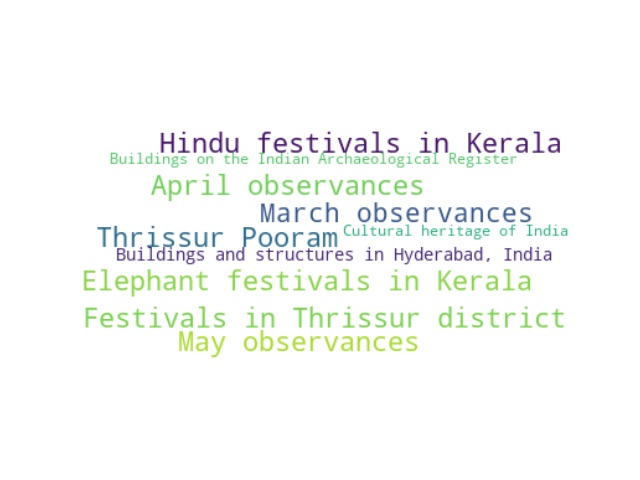 Hindu festivals in Kerala
Buildings on the Indian Archaeological Register
April observances
March observances
Cultural heritage of India
Thrissur Pooram
Buildings and structures in Hyderabad, India
Elephant festivals in Kerala
Festivals in Thrissur district
May observances